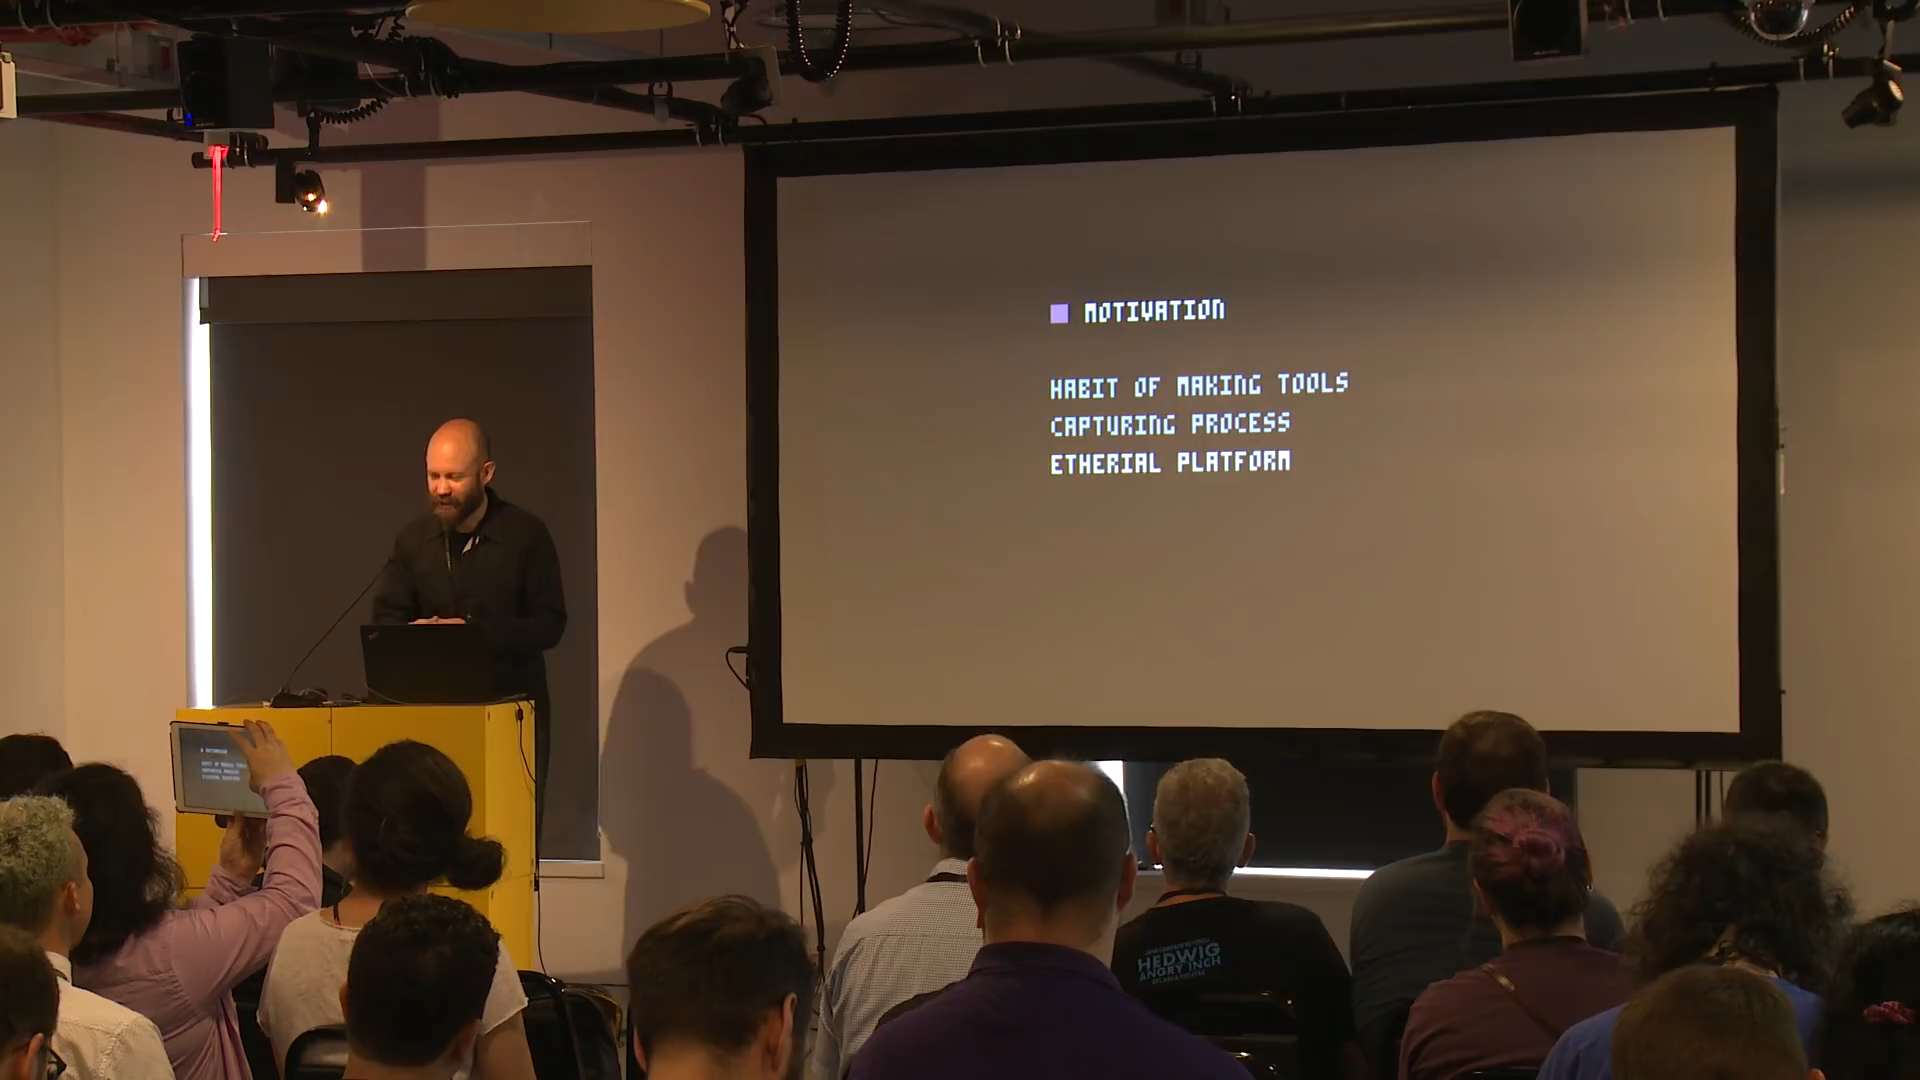 MOTIVATION
HABIT OF MAKING TOOLS
CAPTURING PROCESS
ETHERIAL PLATFORM
HEDWIG
ANGRY INCH